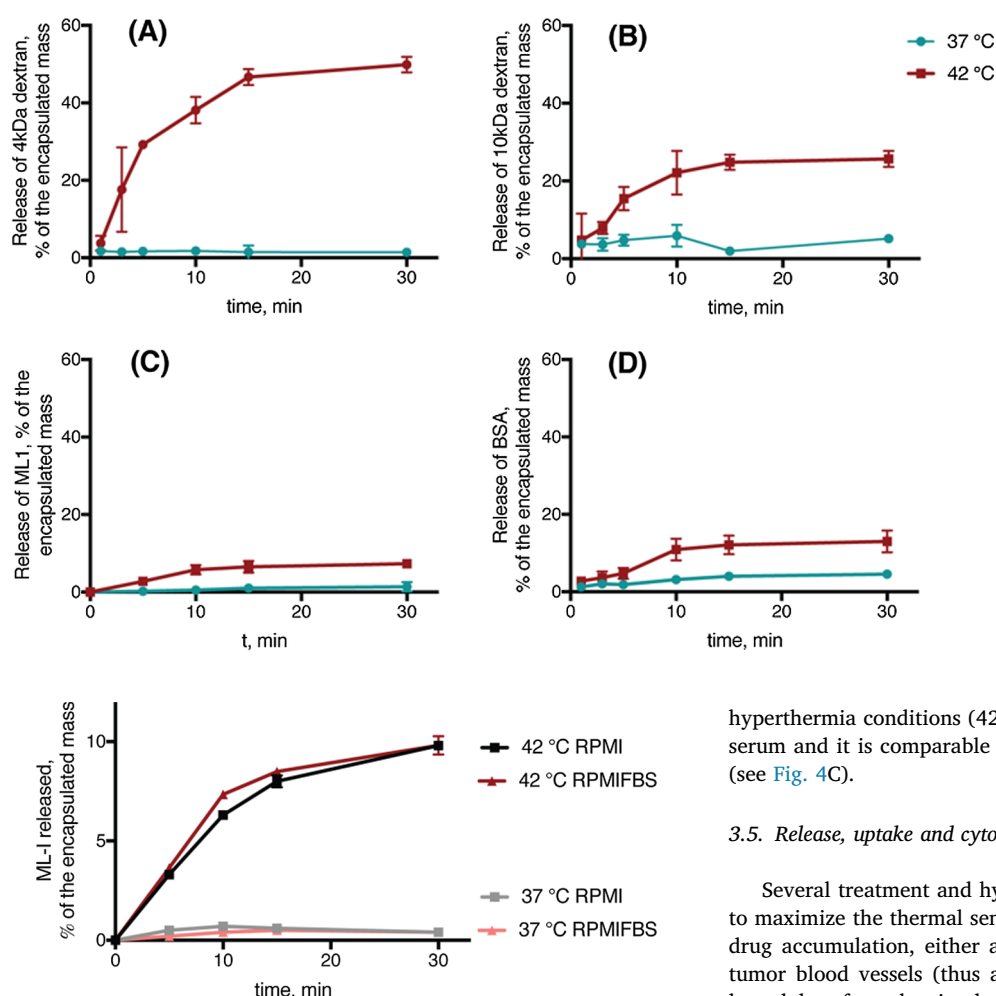 (A)
Release of 4kDa dextran,
% of the encapsulated mass
60
40
20
0
0 10 20 30
time, min
(B)
Release of 10kDa dextran,
% of the encapsulated mass
60
40
20
0
0 10 20 30
time, min
37 °C
42 °C
(C)
Release of ML1, % of the
encapsulated mass
60
40
20
0
0 10 20 30
t, min
(D)
Release of BSA,
% of the encapsulated mass
60
40
20
0
0 10 20 30
time, min
ML-I released,
% of the encapsulated mass
10
5
0
0 10 20 30
time, min
42 °C RPMI
42 °C RPMIFBS
37 °C RPMI
37 °C RPMIFBS
hyperthermia conditions (42
serum and it is comparable
(see Fig. 4C).
3.5. Release, uptake and cyto
Several treatment and hy
to maximize the thermal sen
drug accumulation, either a
tumor blood vessels (thus a